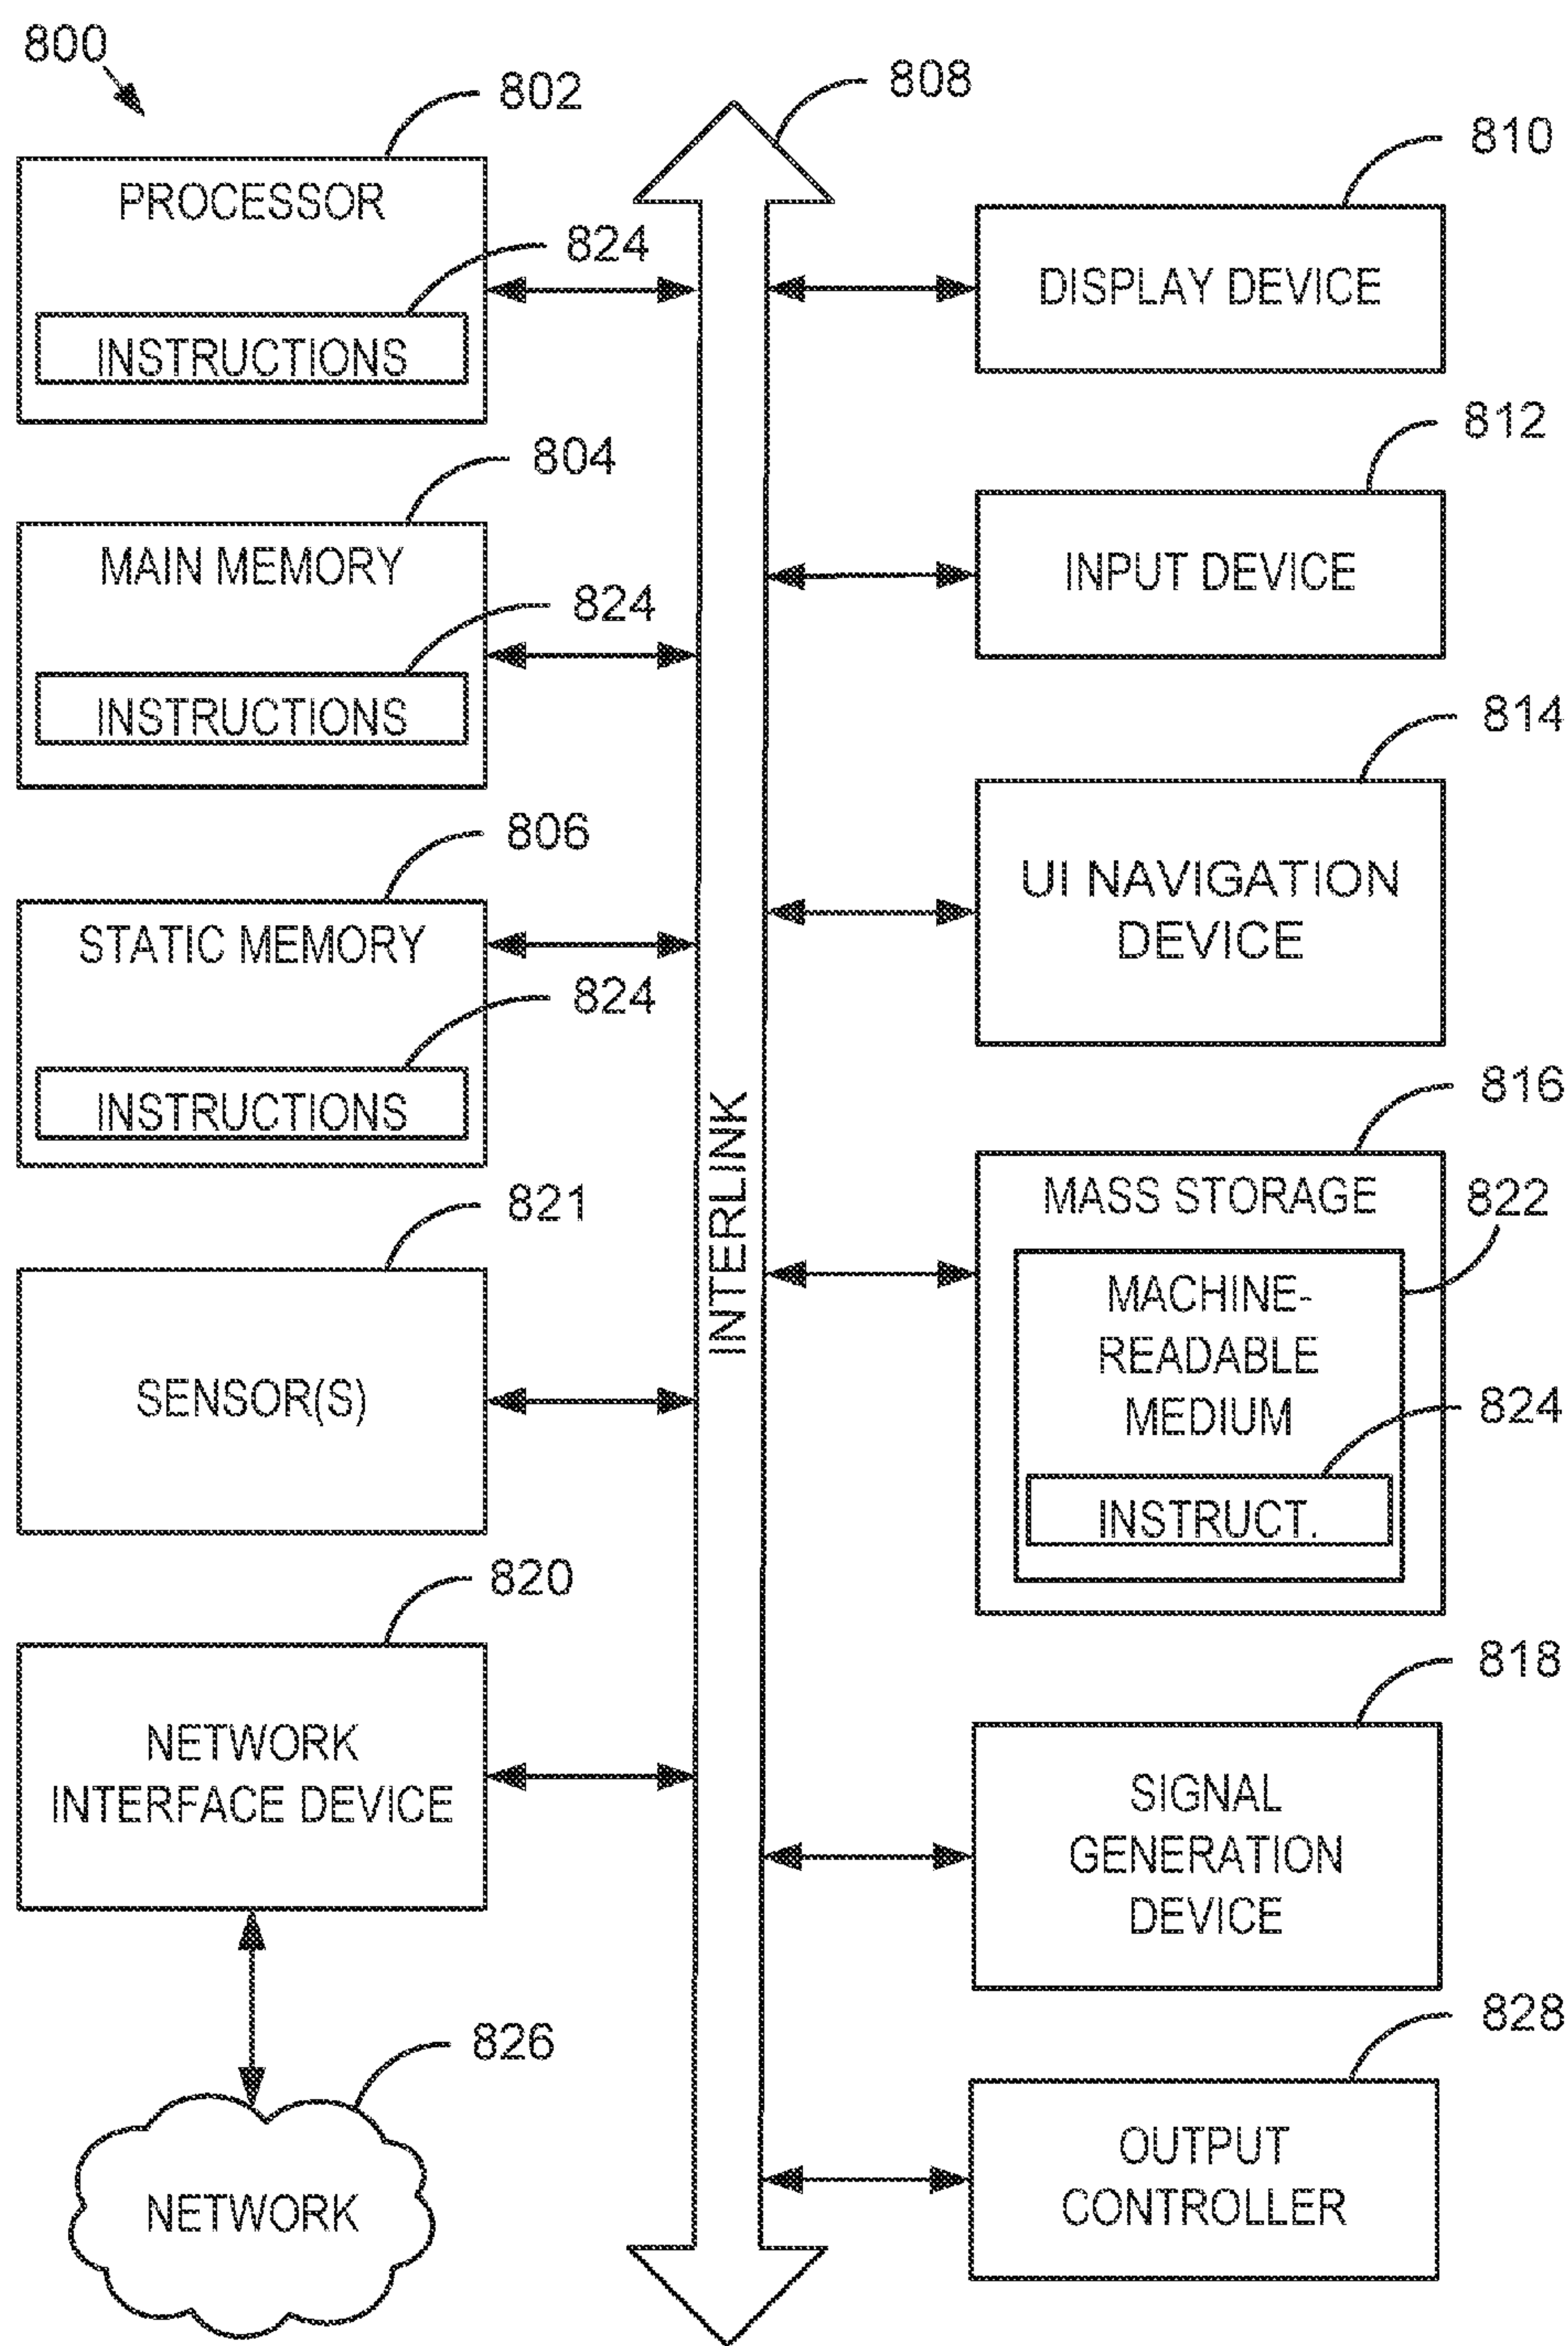 800
802
PROCESSOR
824
INSTRUCTIONS
804
MAIN MEMORY
824
INSTRUCTIONS
806
STATIC MEMORY
824
INSTRUCTIONS
821
SENSOR(S)
820
NETWORK
INTERFACE DEVICE
826
NETWORK
808
INTERLINK
810
DISPLAY DEVICE
812
INPUT DEVICE
814
UI NAVIGATION
DEVICE
816
MASS STORAGE
822
MACHINE-
READABLE
MEDIUM
824
INSTRUCT.
818
SIGNAL
GENERATION
DEVICE
828
OUTPUT
CONTROLLER